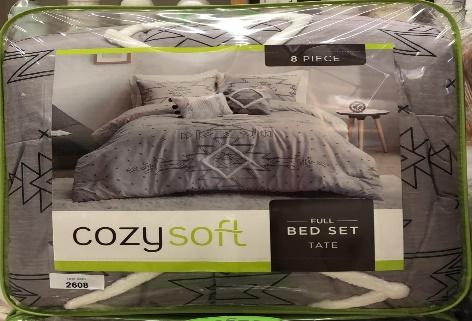 8 PIECE
cozysoft
FULL
BED SET
TATE
2608